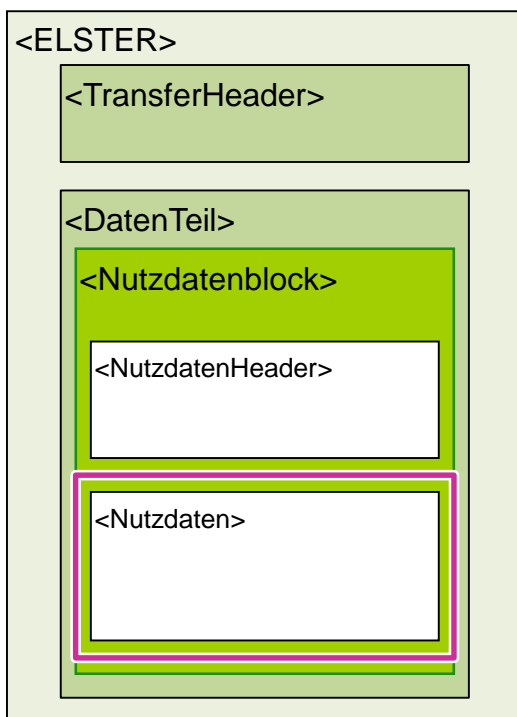 <ELSTER>
<TransferHeader>
<DatenTeil>
<Nutzdatenblock>
<NutzdatenHeader>
<Nutzdaten>